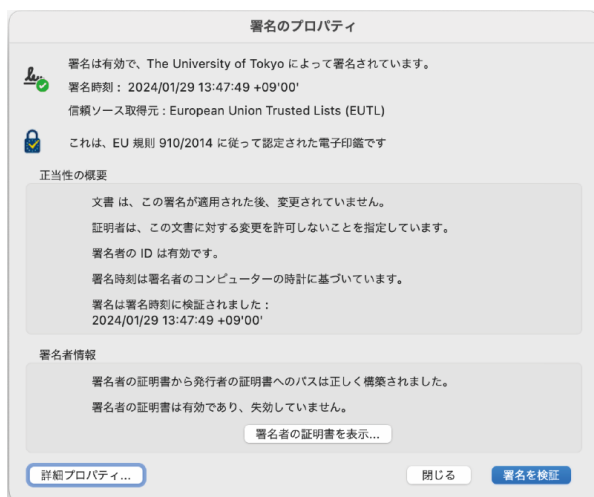 署名のプロパティ
署名は有効で、The University of Tokyo によって署名されています。
署名時刻： 2024/01/29 13:47:49 +09'00'
信頼ソース取得元：European Union Trusted Lists (EUTL)
これは、EU 規則 910/2014 に従って認定された電子印鑑です
正当性の概要
文書 は、この署名が適用された後、変更されていません。
証明者は、この文書に対する変更を許可しないことを指定しています。
署名者の ID は有効です。
署名時刻は署名者のコンピューターの時計に基づいています。
署名は署名時刻に検証されました：
2024/01/29 13:47:49 +09'00'
署名者情報
署名者の証明書から発行者の証明書へのパスは正しく構築されました。
署名者の証明書は有効であり、失効していません。
署名者の証明書を表示...
詳細プロパティ... 閉じる 署名を検証